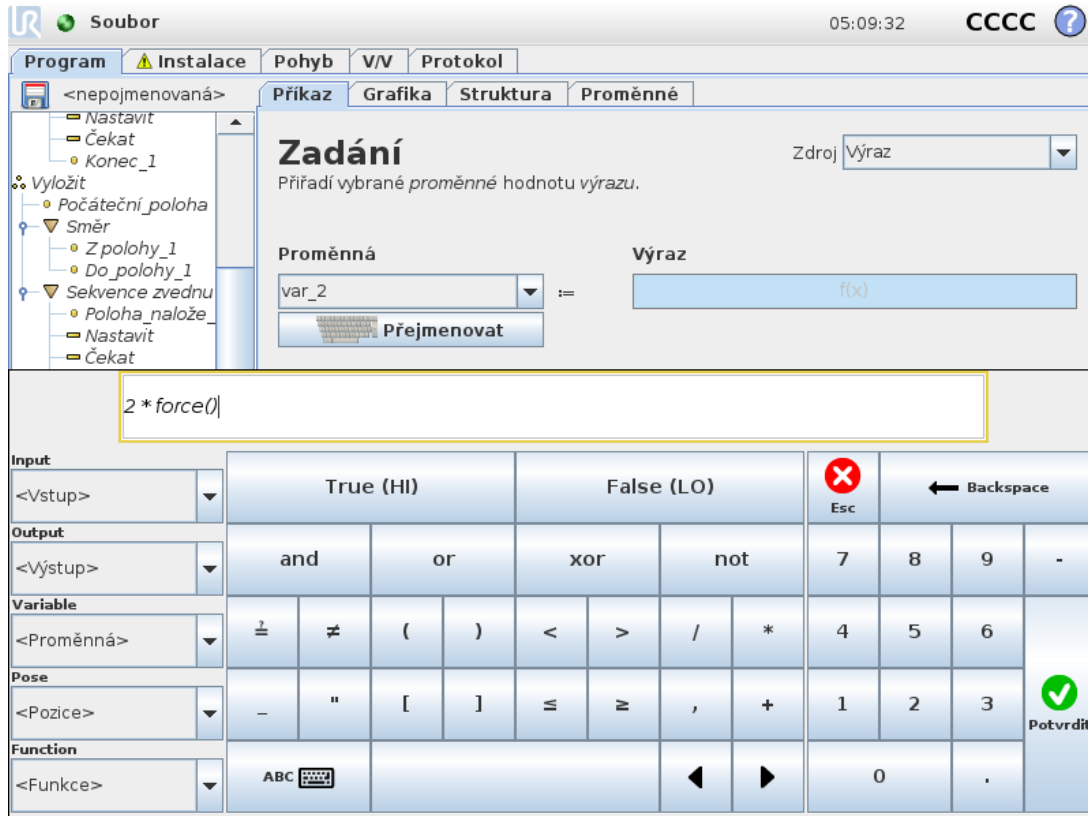 UR Soubor 05:09:32 CCCC ?
Program Instalace Pohyb V/V Protokol
<nepojmenovaná> Příkaz Grafika Struktura Proměnné
Nastavit
Čekat
Konec_1
Vyložit
Počáteční_poloha
Směr
Z polohy_1
Do_polohy_1
Sekvence zvednu
Poloha_nalože_
Nastavit
Čekat
Zadání
Zdroj Výraz
Přiřadí vybrané proměnné hodnotu výrazu.
Proměnná Výraz
var_2 := f(x)
Přejmenovat
2 * force()
Input
<Vstup>
Output
<Výstup>
Variable
<Proměnná>
Pose
<Pozice>
Function
<Funkce>
True (HI) False (LO) Esc Backspace
and or xor not 7 8 9 -
≟ ≠ ( ) < > / * 4 5 6
_ " [ ] ≤ ≥ , + 1 2 3 Potvrdit
ABC 0 .